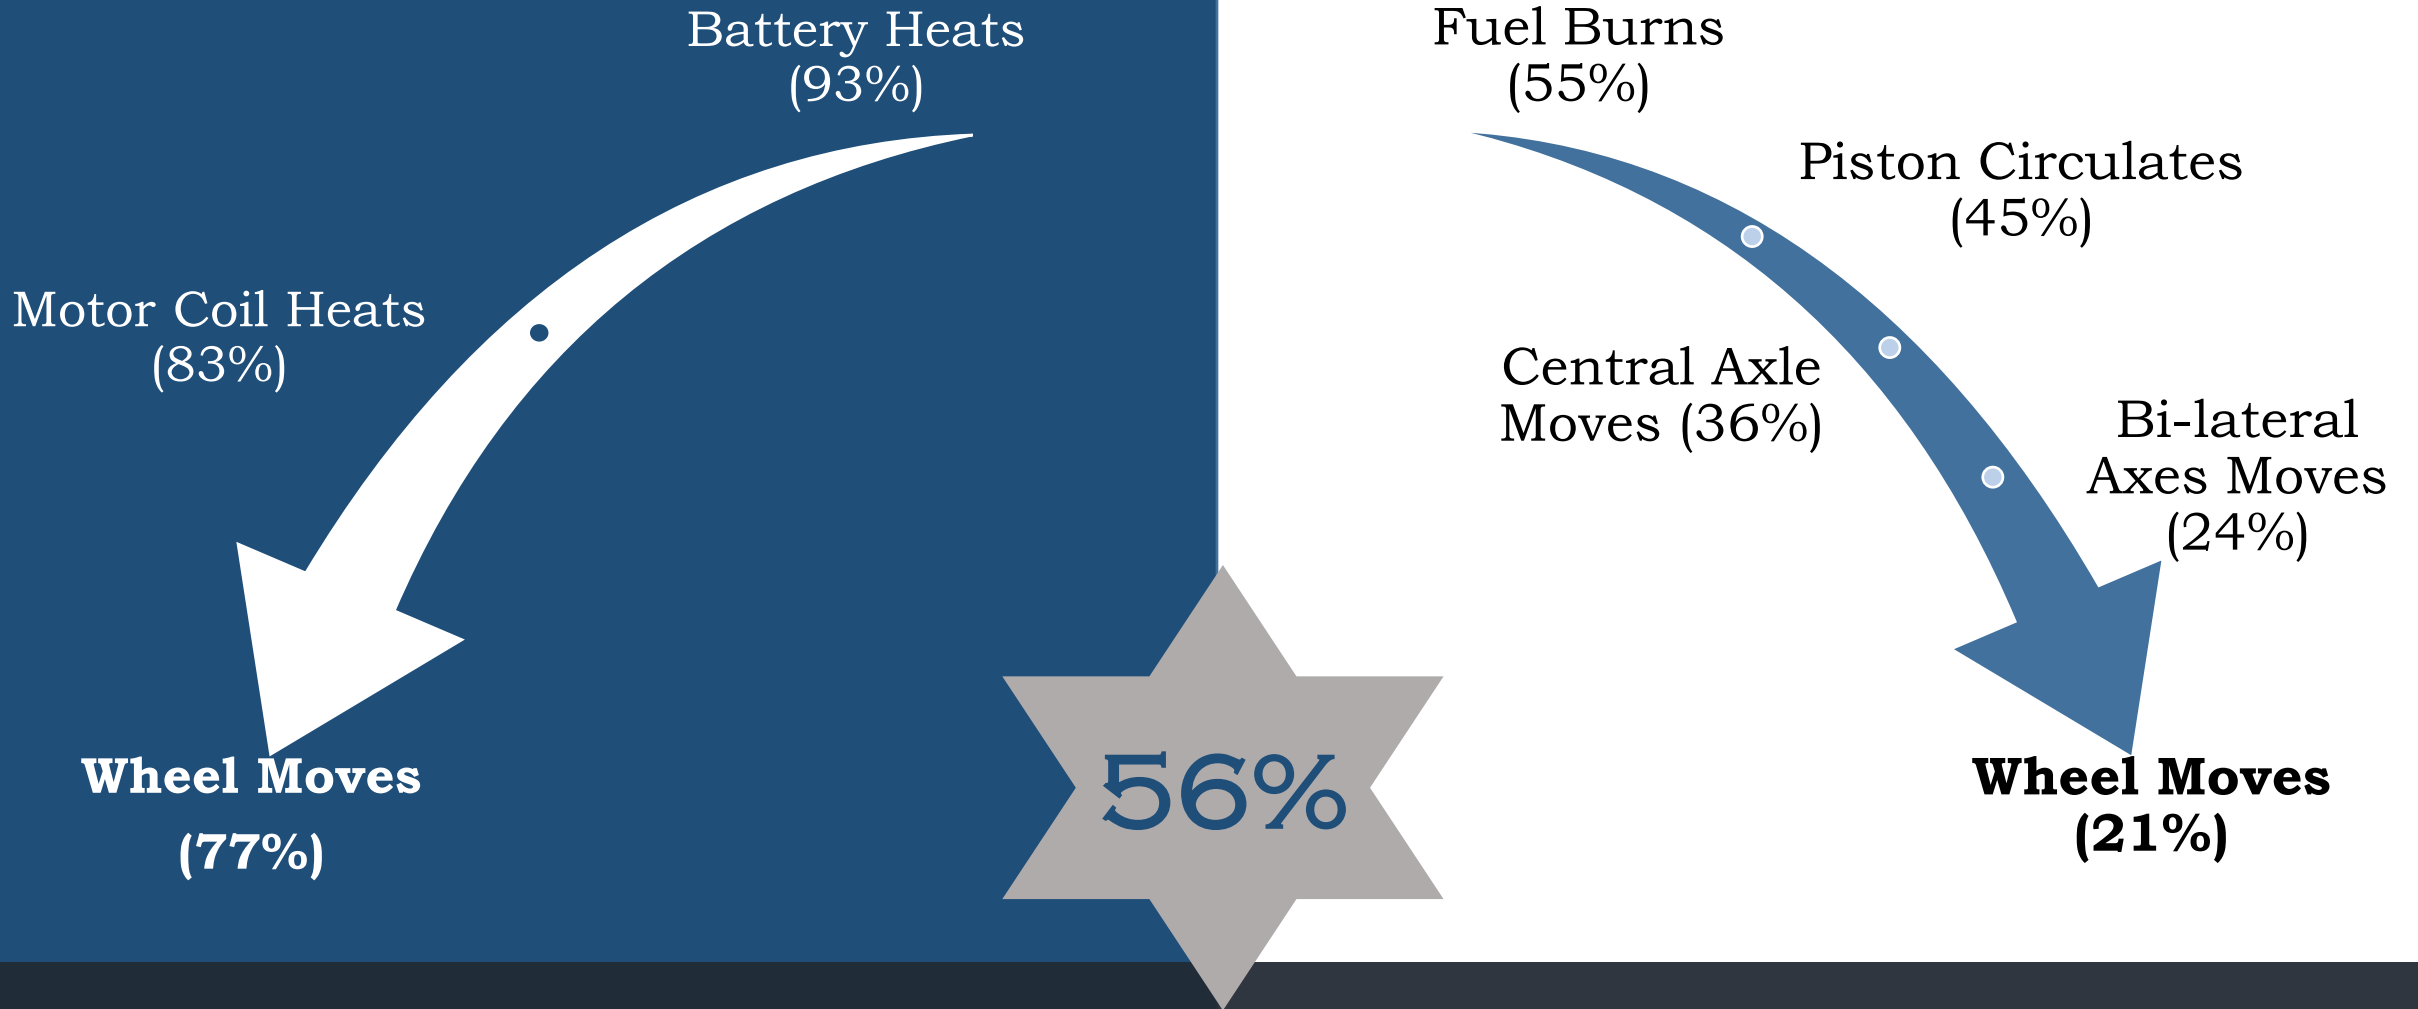 Battery Heats
(93%)
Motor Coil Heats
(83%)
Wheel Moves
(77%)
56%
Fuel Burns
(55%)
Piston Circulates
(45%)
Central Axle
Moves (36%)
Bi-lateral
Axes Moves
(24%)
Wheel Moves
(21%)